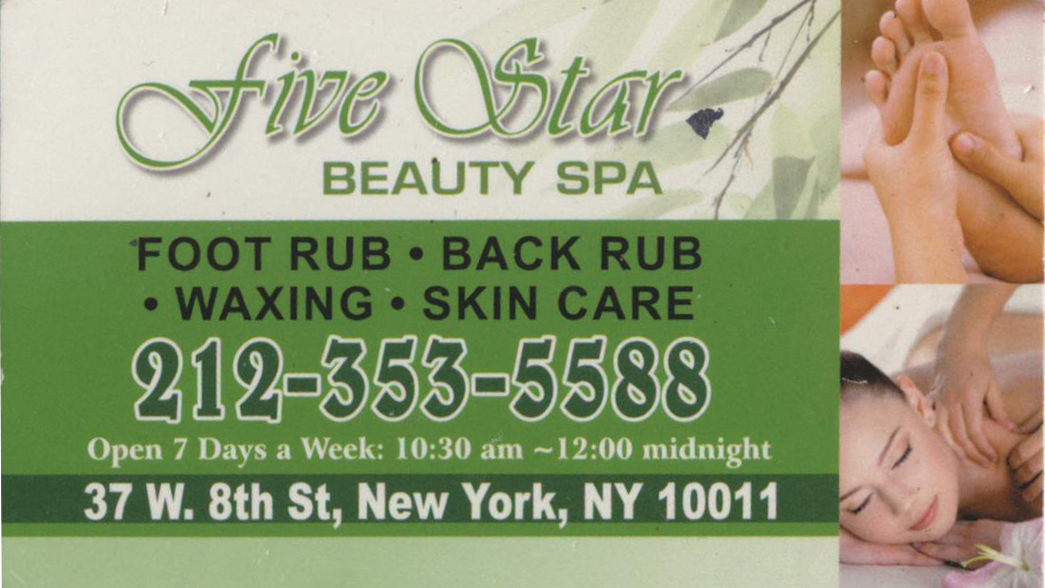 Five Star
BEAUTY SPA
FOOT RUB • BACK RUB
• WAXING • SKIN CARE
212-353-5588
Open 7 Days a Week: 10:30 am ~12:00 midnight
37 W. 8th St, New York, NY 10011